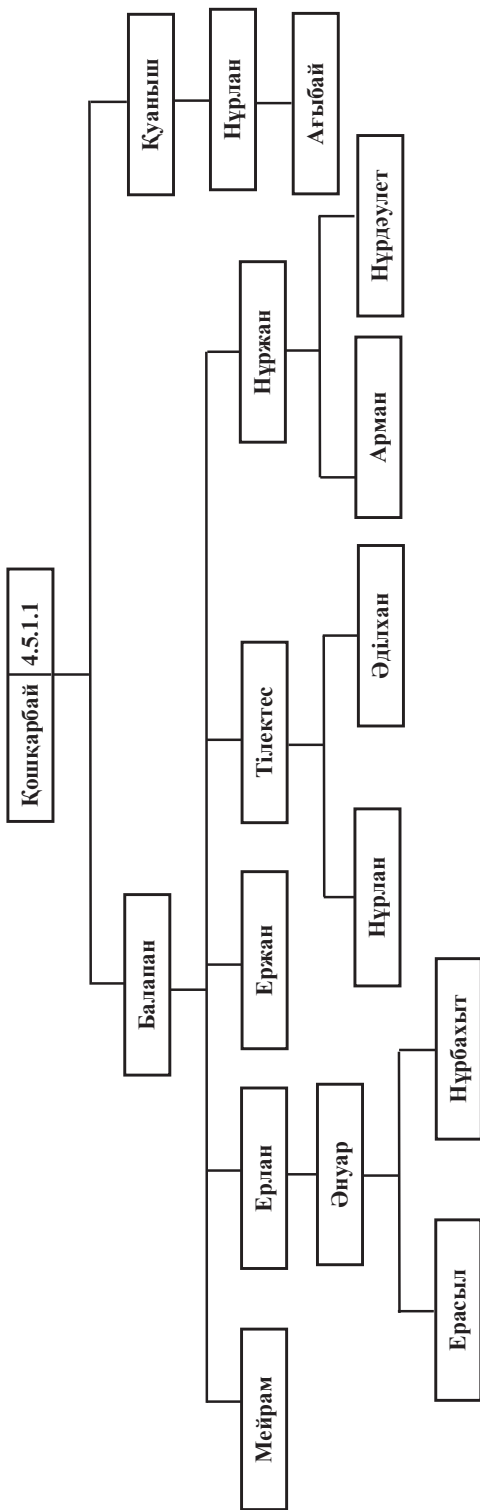 Қошқарбай 4.5.1.1
Балапан
Қуаныш
Мейрам
Ерлан
Ержан
Тілектес
Нұржан
Нұрлан
Әнуар
Нұрлан
Әділхан
Арман
Нұрдәулет
Ағыбай
Ерасыл
Нұрбахыт